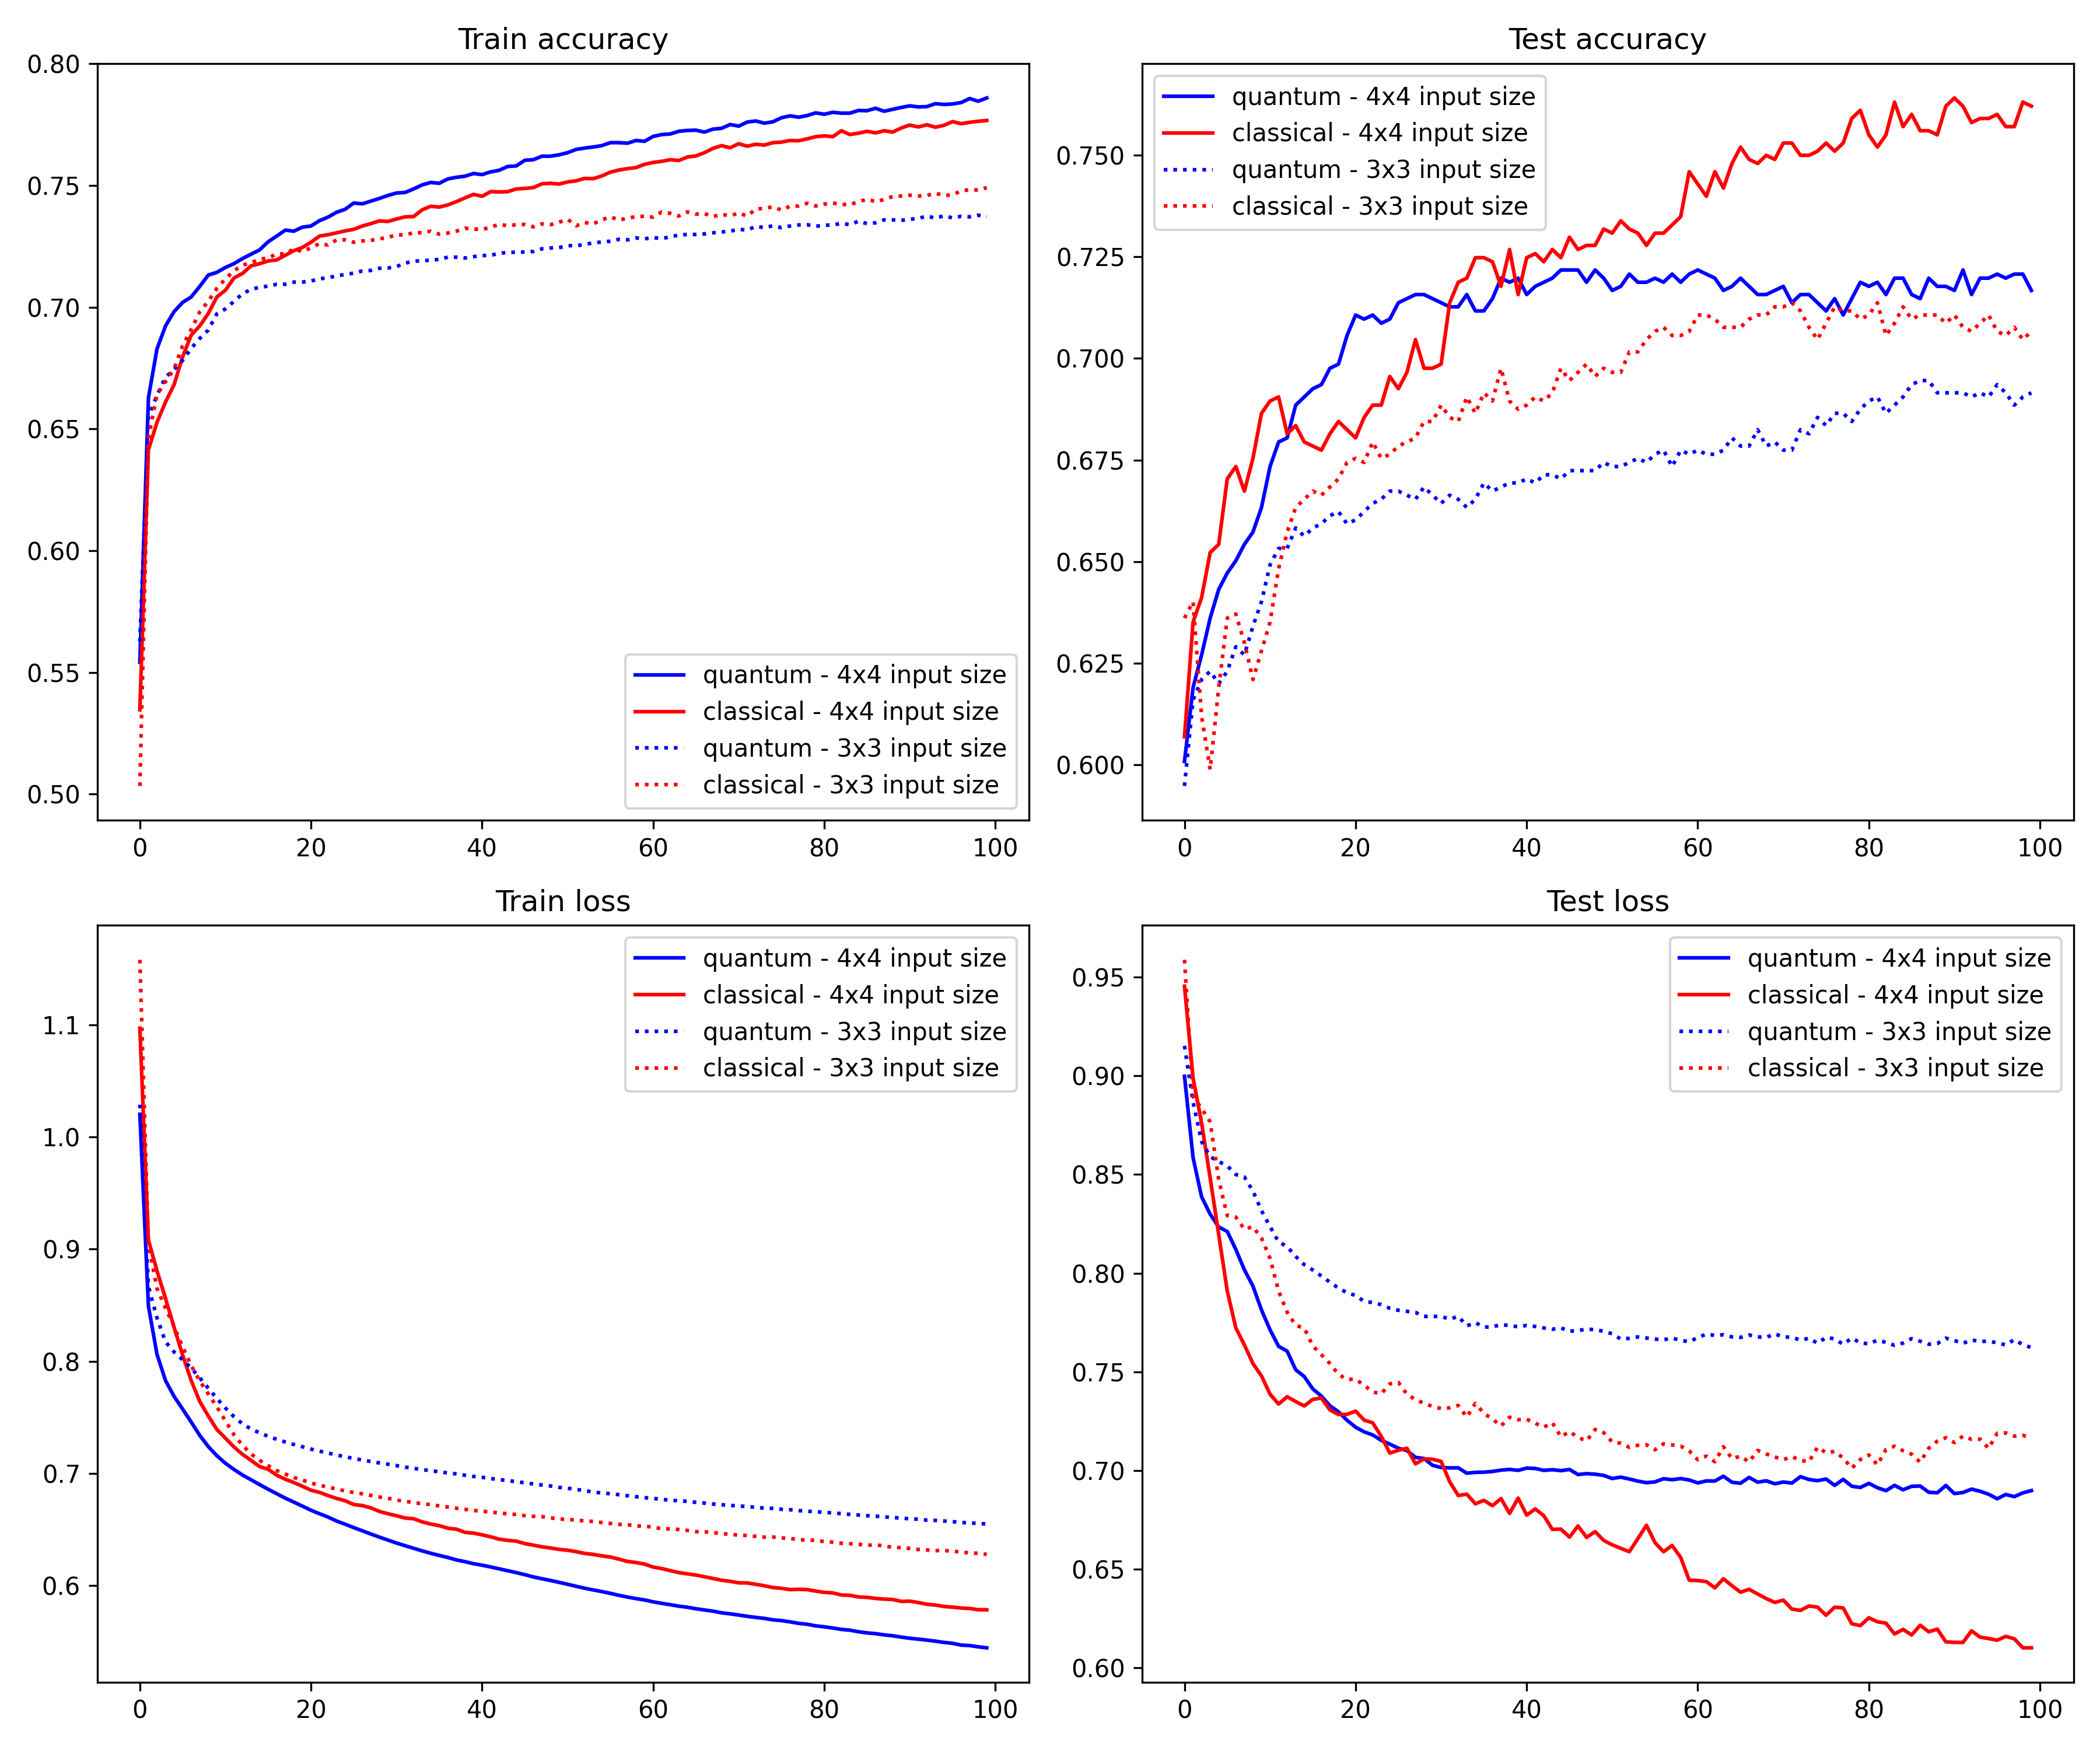 Train accuracy
0.80
0.75
0.70
0.65
0.60
0.55
0.50
quantum - 4x4 input size
classical - 4x4 input size
quantum - 3x3 input size
classical - 3x3 input size
0 20 40 60 80 100
Test accuracy
quantum - 4x4 input size
classical - 4x4 input size
quantum - 3x3 input size
classical - 3x3 input size
0.750
0.725
0.700
0.675
0.650
0.625
0.600
0 20 40 60 80 100
Train loss
quantum - 4x4 input size
classical - 4x4 input size
quantum - 3x3 input size
classical - 3x3 input size
1.1
1.0
0.9
0.8
0.7
0.6
0 20 40 60 80 100
Test loss
quantum - 4x4 input size
classical - 4x4 input size
quantum - 3x3 input size
classical - 3x3 input size
0.95
0.90
0.85
0.80
0.75
0.70
0.65
0.60
0 20 40 60 80 100